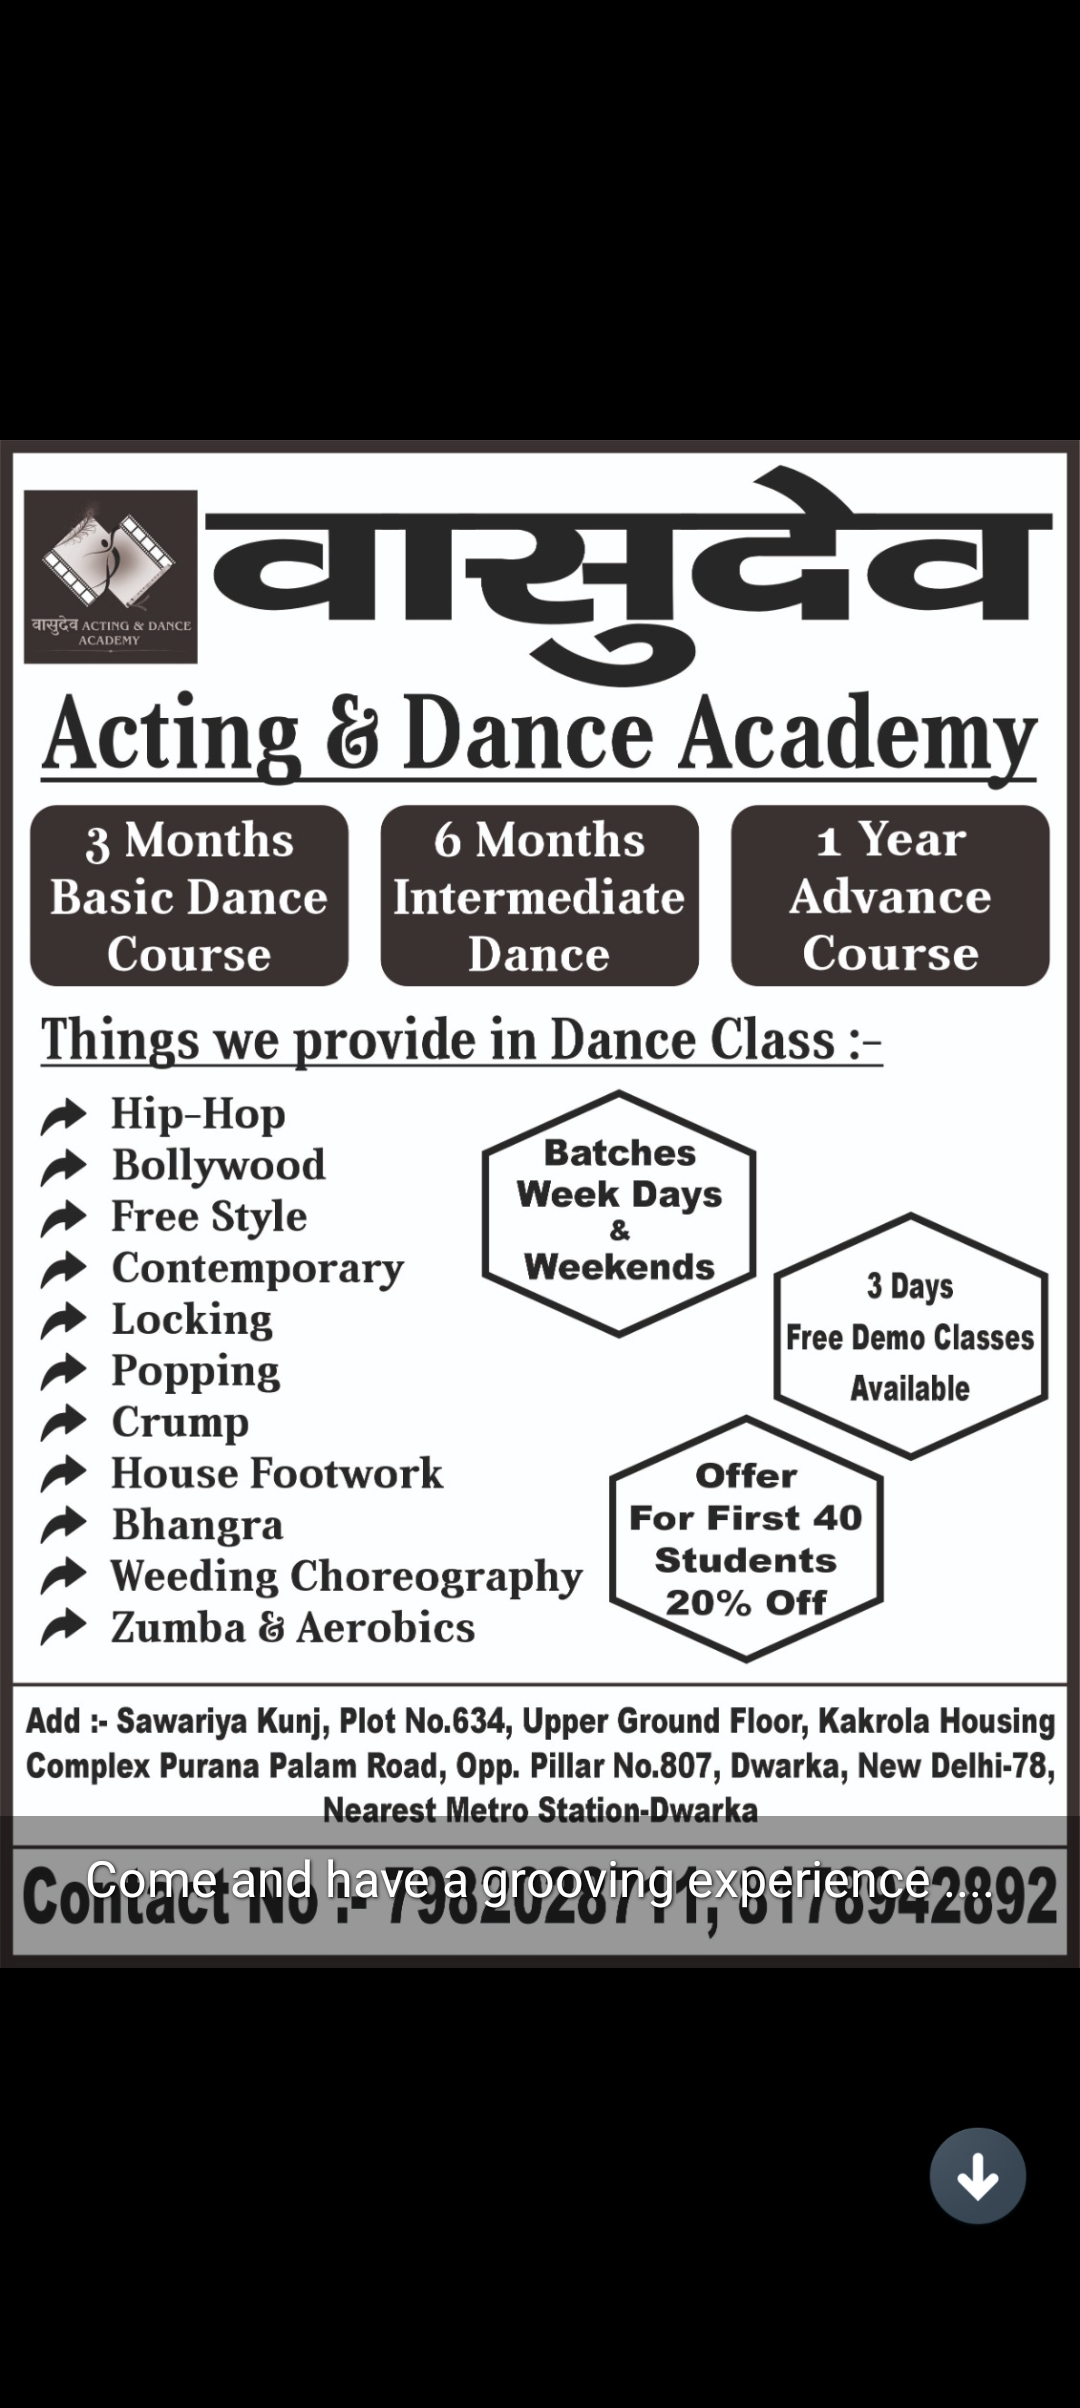 वासुदेव ACTING & DANCE
ACADEMY
वासुदेव
Acting & Dance Academy
3 Months
Basic Dance
Course
6 Months
Intermediate
Dance
1 Year
Advance
Course
Things we provide in Dance Class :-
Hip-Hop
Bollywood
Free Style
Contemporary
Locking
Popping
Crump
House Footwork
Bhangra
Weeding Choreography
Zumba & Aerobics
Batches
Week Days
&
Weekends
3 Days
Free Demo Classes
Available
Offer
For First 40
Students
20% Off
Add :- Sawariya Kunj, Plot No.634, Upper Ground Floor, Kakrola Housing
Complex Purana Palam Road, Opp. Pillar No.807, Dwarka, New Delhi-78,
Nearest Metro Station-Dwarka
Contact No :- 7982028711, 8178942892
Come and have a grooving experience ....